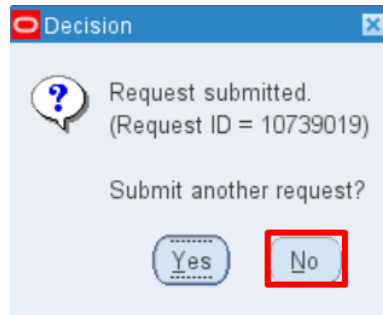 Decision
Request submitted.
(Request ID = 10739019)
Submit another request?
Yes No